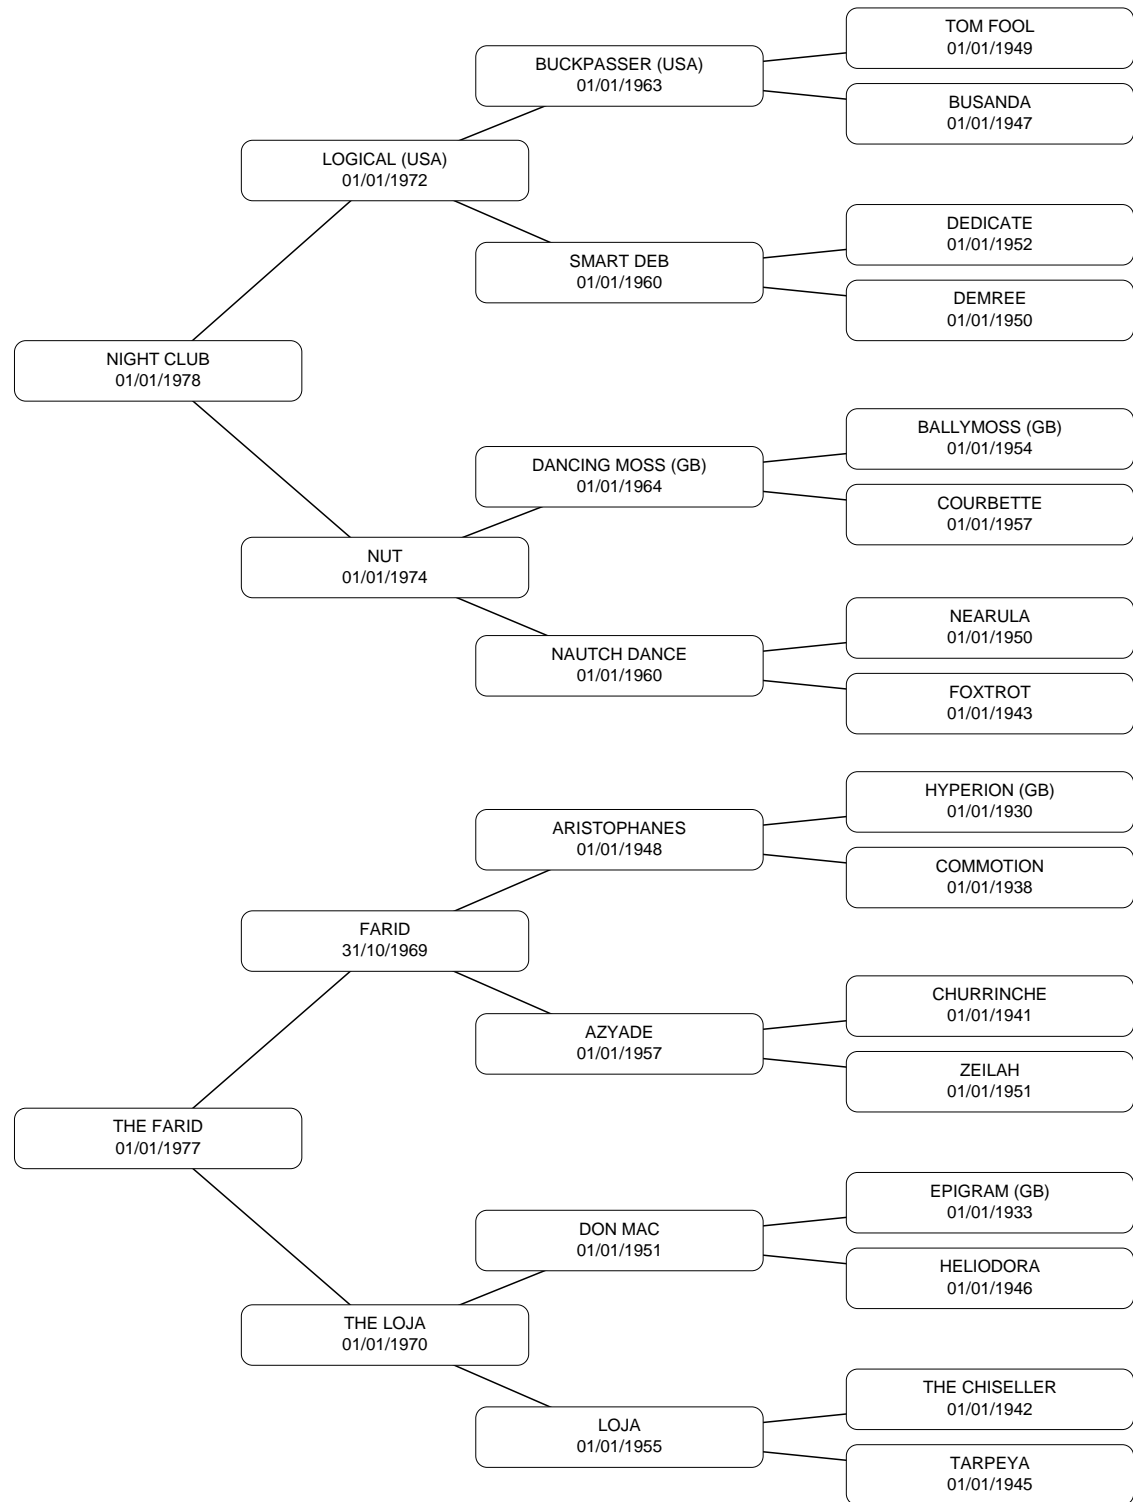 TOM FOOL
01/01/1949
BUCKPASSER (USA)
01/01/1963
BUSANDA
01/01/1947
LOGICAL (USA)
01/01/1972
DEDICATE
01/01/1952
SMART DEB
01/01/1960
DEMREE
01/01/1950
NIGHT CLUB
01/01/1978
BALLYMOSS (GB)
01/01/1954
DANCING MOSS (GB)
01/01/1964
COURBETTE
01/01/1957
NUT
01/01/1974
NEARULA
01/01/1950
NAUTCH DANCE
01/01/1960
FOXTROT
01/01/1943
HYPERION (GB)
01/01/1930
ARISTOPHANES
01/01/1948
COMMOTION
01/01/1938
FARID
31/10/1969
CHURRINCHE
01/01/1941
AZYADE
01/01/1957
ZEILAH
01/01/1951
THE FARID
01/01/1977
EPIGRAM (GB)
01/01/1933
DON MAC
01/01/1951
HELIODORA
01/01/1946
THE LOJA
01/01/1970
THE CHISELLER
01/01/1942
LOJA
01/01/1955
TARPEYA
01/01/1945